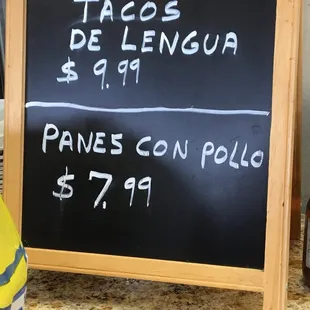 TACOS
DE LENGUA
$ 9.99
PANES CON POLLO
$ 7.99